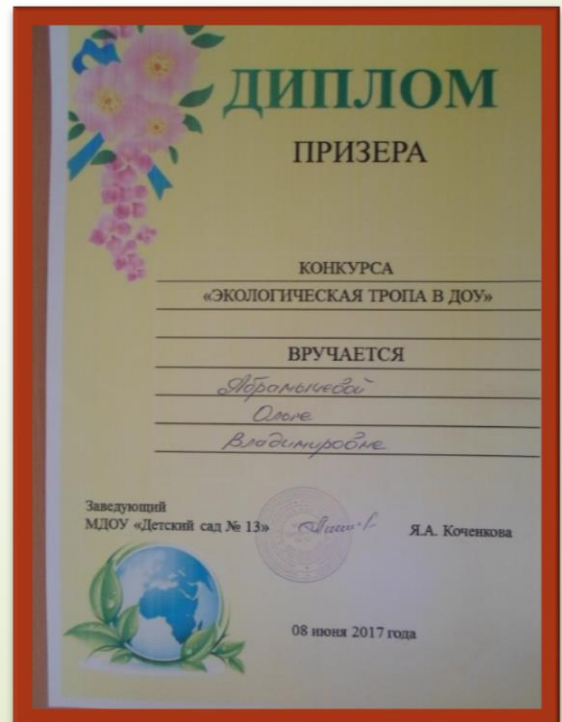 ДИПЛОМ
ПРИЗЕРА
КОНКУРСА
«ЭКОЛОГИЧЕСКАЯ ТРОПА В ДОУ»
ВРУЧАЕТСЯ
Абрамычевой
Ольге
Владимировне
Заведующий
МДОУ «Детский сад № 13» Я.А. Коченкова
08 июня 2017 года